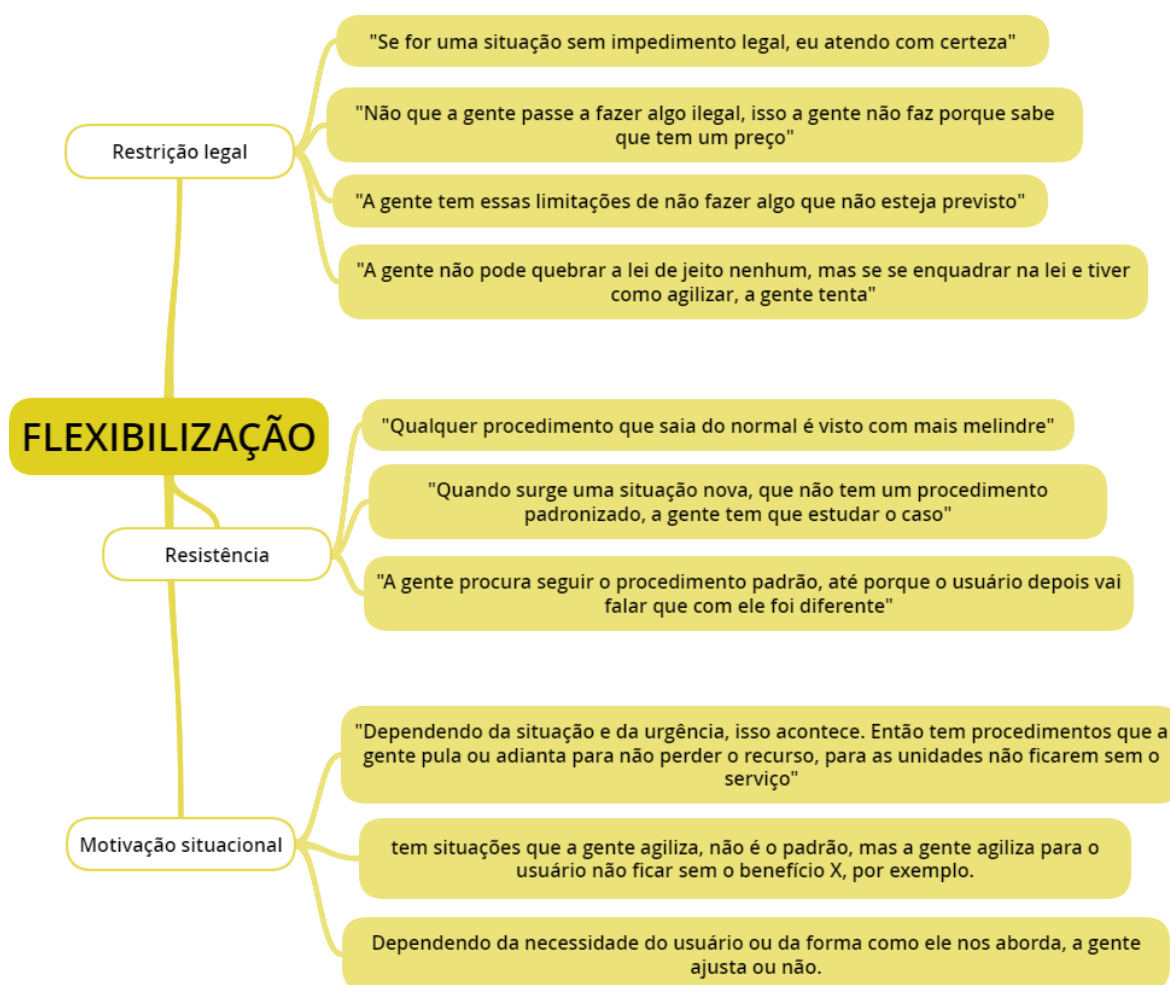 "Se for uma situação sem impedimento legal, eu atendo com certeza"
"Não que a gente passe a fazer algo ilegal, isso a gente não faz porque sabe
que tem um preço"
Restrição legal
"A gente tem essas limitações de não fazer algo que não esteja previsto"
"A gente não pode quebrar a lei de jeito nenhum, mas se se enquadrar na lei e tiver
como agilizar, a gente tenta"
FLEXIBILIZAÇÃO
"Qualquer procedimento que saia do normal é visto com mais melindre"
"Quando surge uma situação nova, que não tem um procedimento
padronizado, a gente tem que estudar o caso"
Resistência
"A gente procura seguir o procedimento padrão, até porque o usuário depois vai
falar que com ele foi diferente"
"Dependendo da situação e da urgência, isso acontece. Então tem procedimentos que a
gente pula ou adianta para não perder o recurso, para as unidades não ficarem sem o
serviço"
Motivação situacional
tem situações que a gente agiliza, não é o padrão, mas a gente agiliza para o
usuário não ficar sem o benefício X, por exemplo.
Dependendo da necessidade do usuário ou da forma como ele nos aborda, a gente
ajusta ou não.